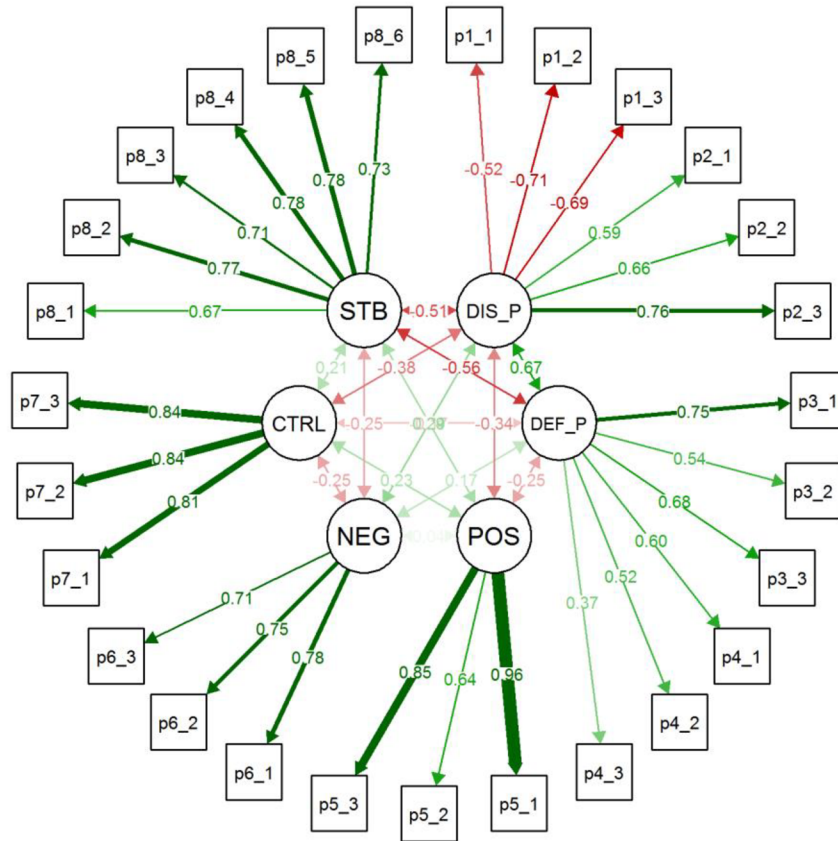 p8_6 p1_1
p8_5 p1_2
p8_4 p1_3
p8_3 p2_1
p8_2 p2_2
p8_1 p2_3
0.73 -0.52
0.78 -0.71
0.78 -0.69
0.71 0.59
0.77 0.66
0.67 0.76
STB -0.51 DIS_P
0.21 -0.38 -0.56 0.67
p7_3 0.84 CTRL -0.25 -0.34 DEF_P 0.75 p3_1
p7_2 0.84 0.54 p3_2
p7_1 0.81 -0.25 0.23 0.17 -0.25 0.68 p3_3
NEG POS
0.60 p4_1
0.52 p4_2
0.37 p4_3
p6_3 0.71
p6_2 0.75
p6_1 0.78
p5_3 0.85
p5_2 0.64
p5_1 0.96